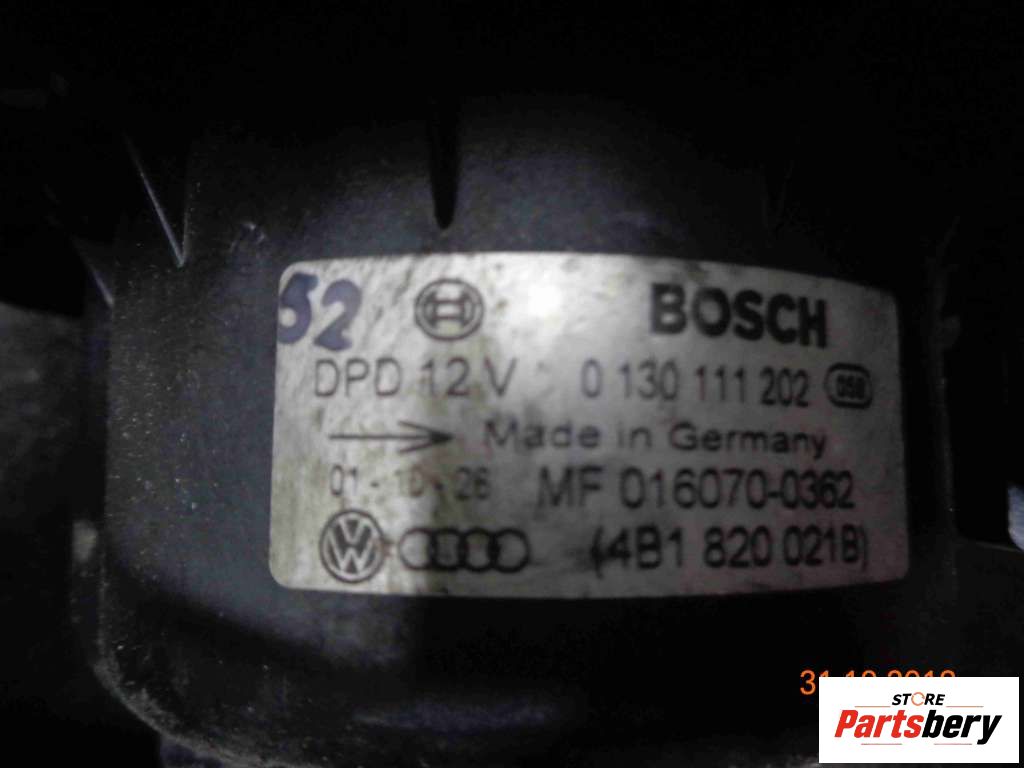 52 BOSCH
DPD 12 V 0 130 111 202 058
Made in Germany
01-10-26 MF 016070-0362
(4B1 820 021B)
STORE
Partsbery